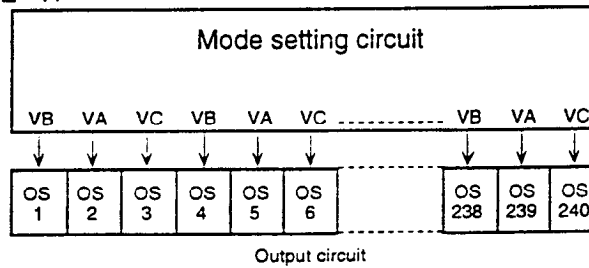 Mode setting circuit
VB VA VC VB VA VC VB VA VC
OS OS OS OS OS OS OS OS OS
1 2 3 4 5 6 238 239 240
Output circuit